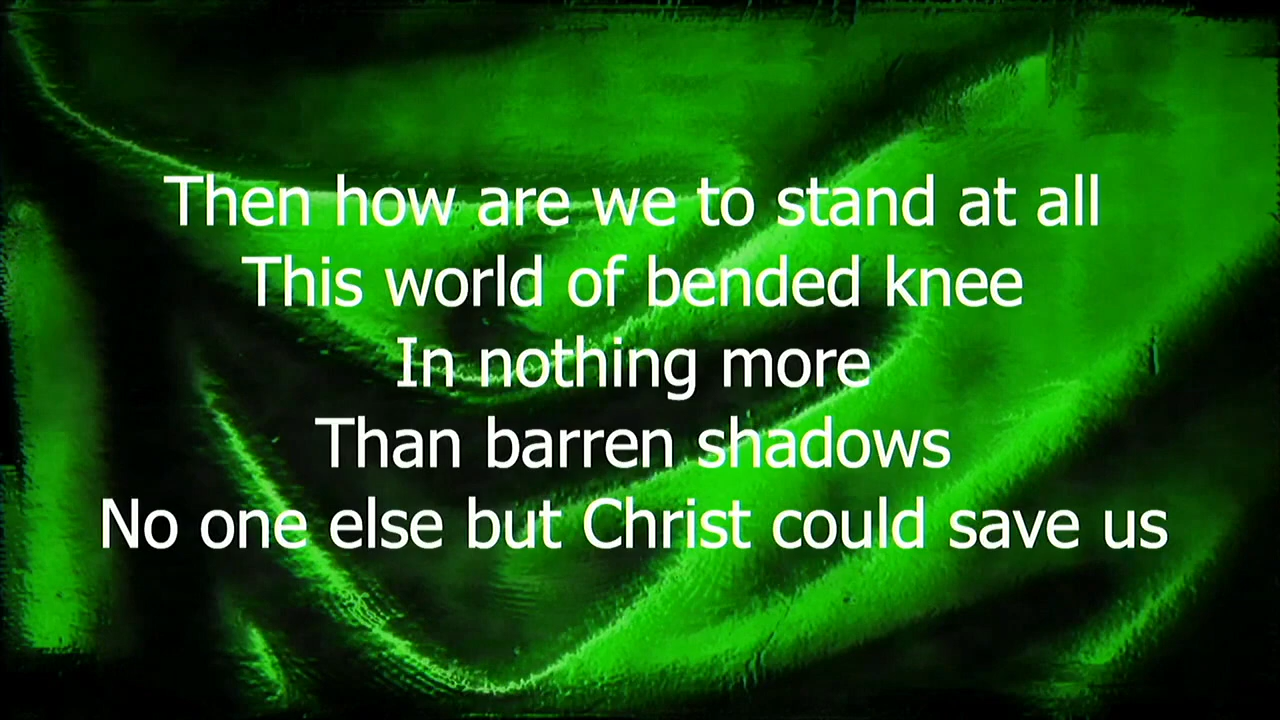 Then how are we to stand at all
This world of bended knee
In nothing more
Than barren shadows
No one else but Christ could save us